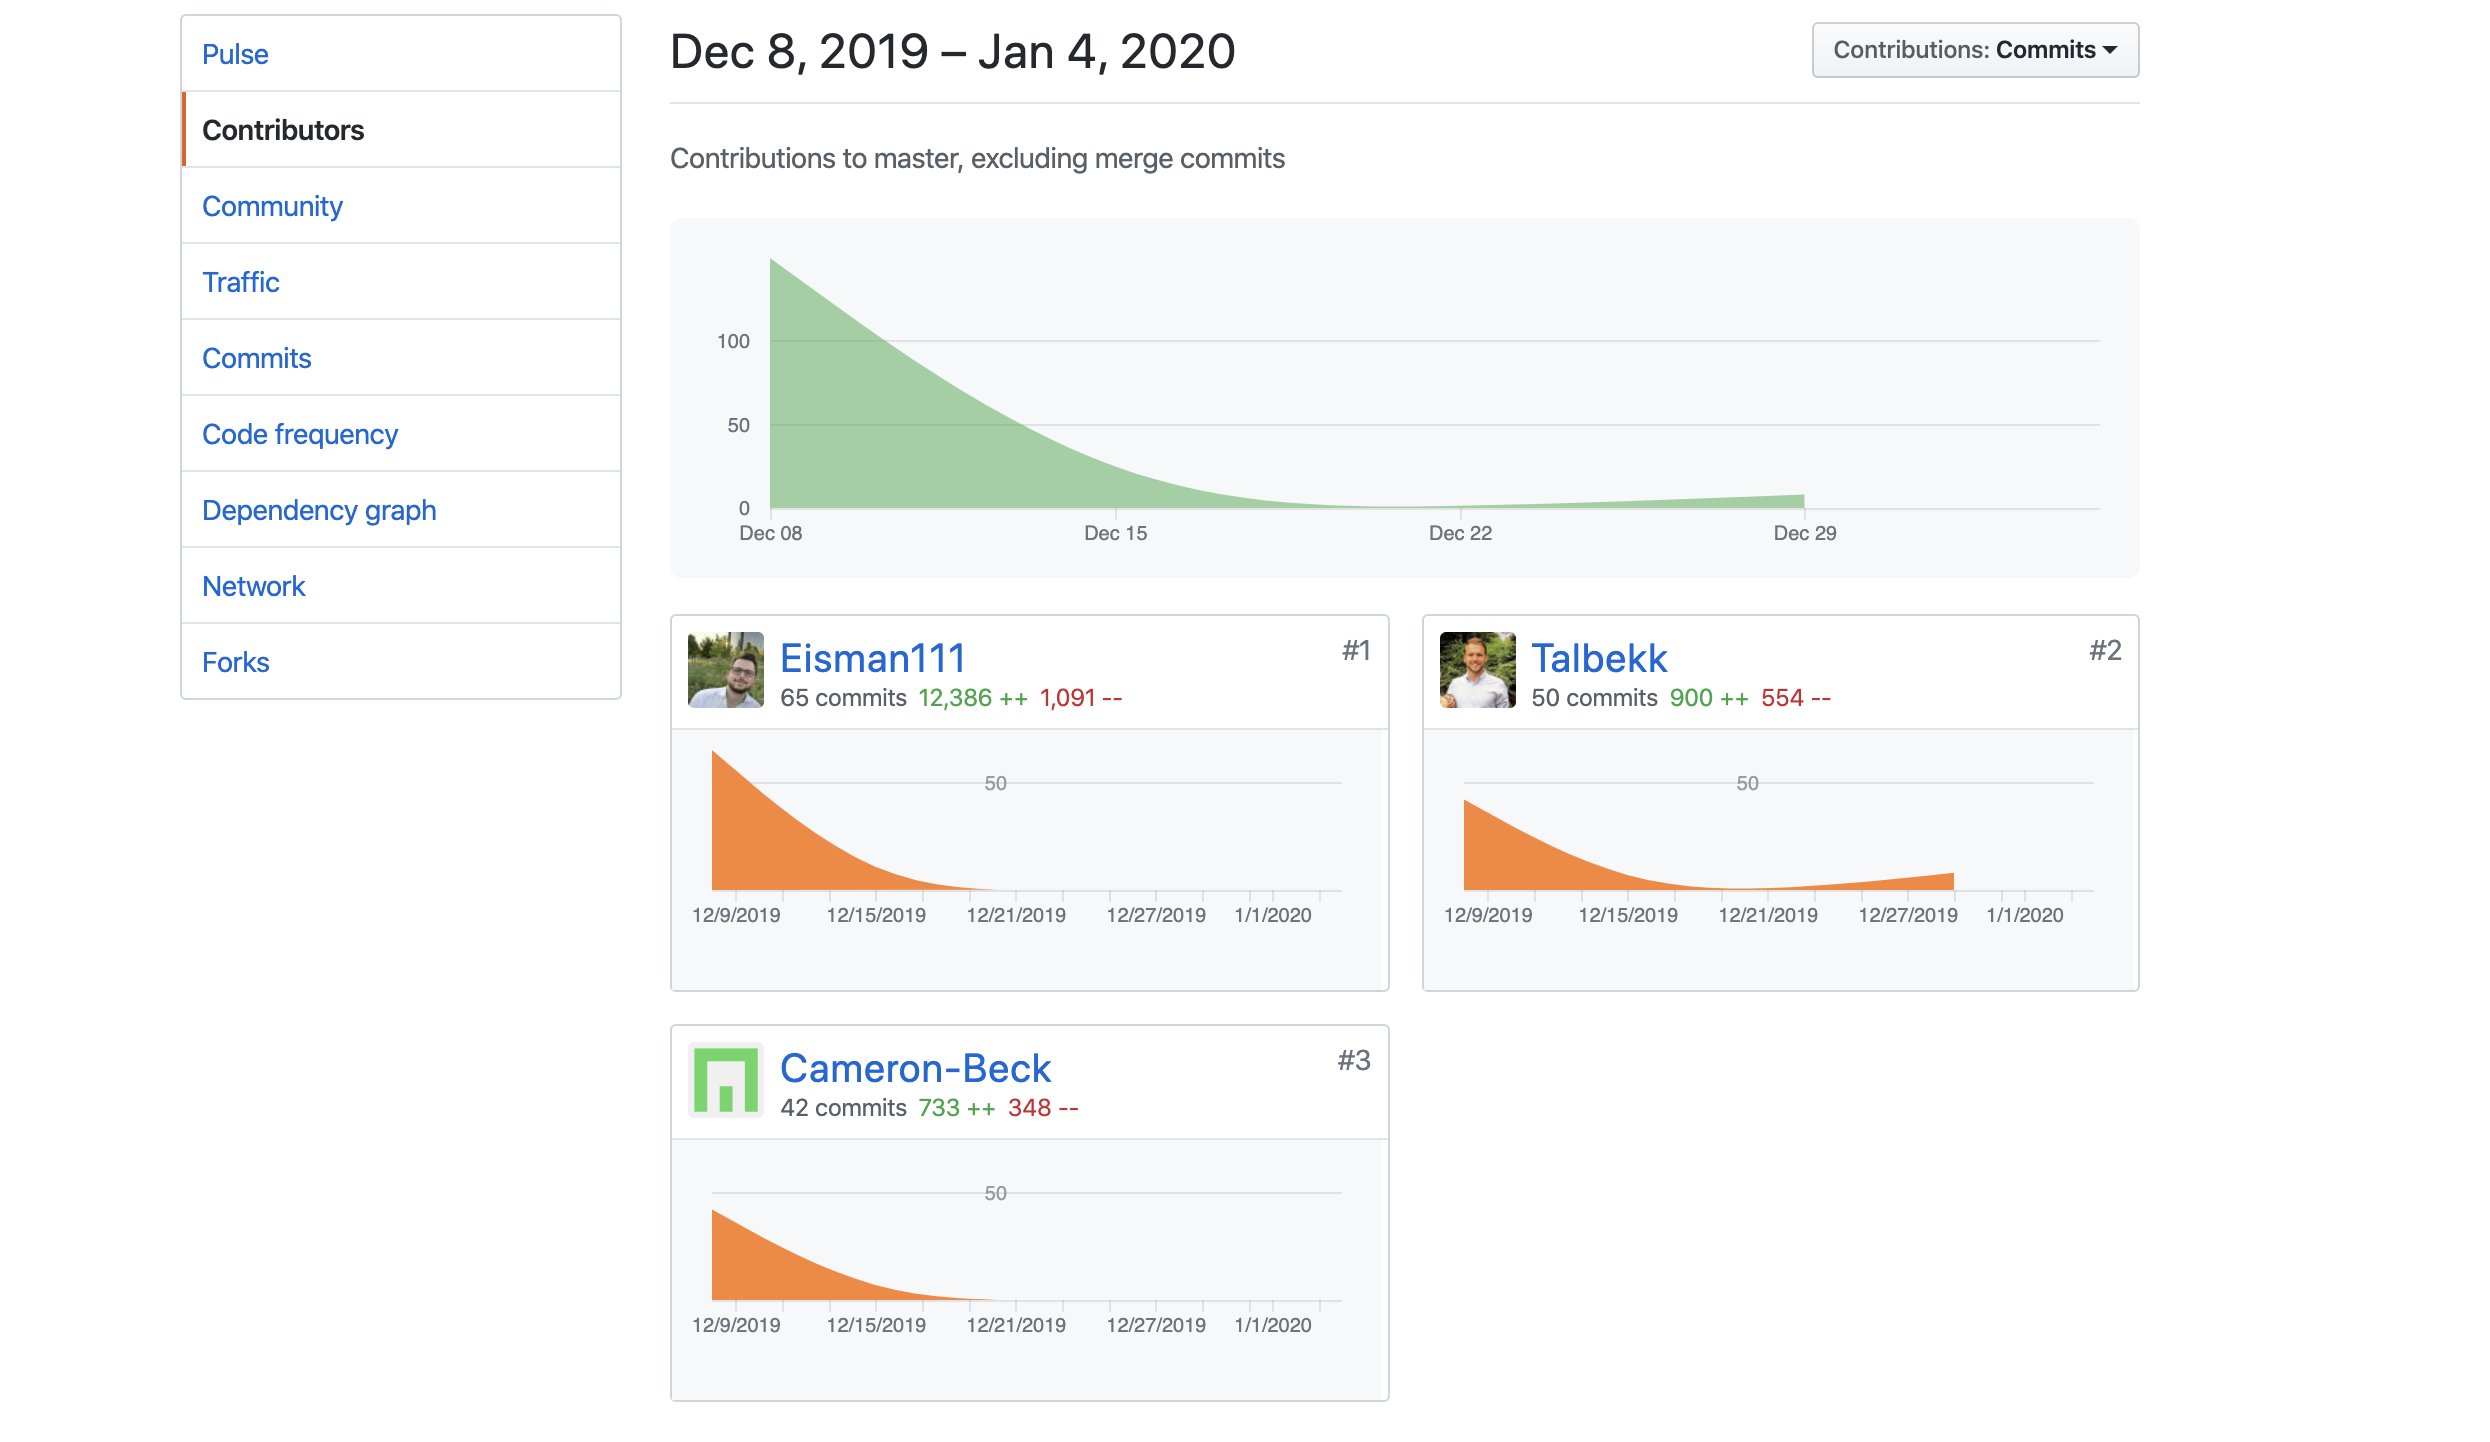 Pulse
Contributors
Community
Traffic
Commits
Code frequency
Dependency graph
Network
Forks
Dec 8, 2019 – Jan 4, 2020
Contributions: Commits
Contributions to master, excluding merge commits
100
50
0
Dec 08 Dec 15 Dec 22 Dec 29
Eisman111 #1
65 commits 12,386 ++ 1,091 --
50
12/9/2019 12/15/2019 12/21/2019 12/27/2019 1/1/2020
Talbekk #2
50 commits 900 ++ 554 --
50
12/9/2019 12/15/2019 12/21/2019 12/27/2019 1/1/2020
Cameron-Beck #3
42 commits 733 ++ 348 --
50
12/9/2019 12/15/2019 12/21/2019 12/27/2019 1/1/2020